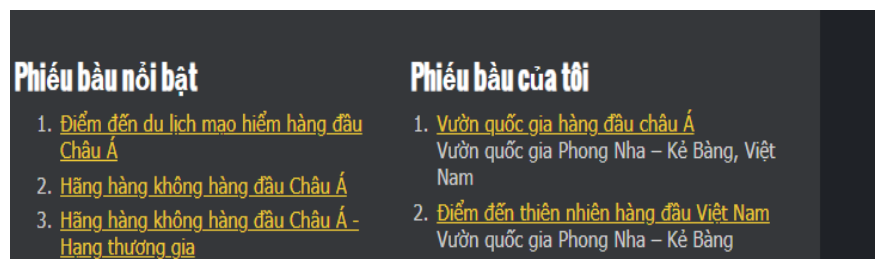 Phiếu bầu nổi bật
1. Điểm đến du lịch mạo hiểm hàng đầu
Châu Á
2. Hãng hàng không hàng đầu Châu Á
3. Hãng hàng không hàng đầu Châu Á -
Hạng thương gia
Phiếu bầu của tôi
1. Vườn quốc gia hàng đầu châu Á
Vườn quốc gia Phong Nha – Kẻ Bàng, Việt
Nam
2. Điểm đến thiên nhiên hàng đầu Việt Nam
Vườn quốc gia Phong Nha – Kẻ Bàng